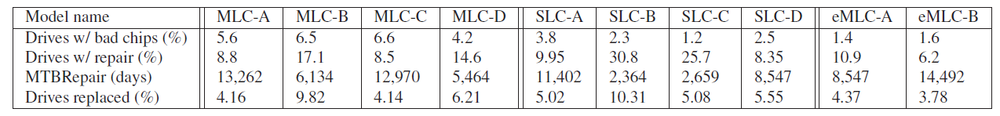 Model name MLC-A MLC-B MLC-C MLC-D SLC-A SLC-B SLC-C SLC-D eMLC-A eMLC-B
Drives w/ bad chips (%) 5.6 6.5 6.6 4.2 3.8 2.3 1.2 2.5 1.4 1.6
Drives w/ repair (%) 8.8 17.1 8.5 14.6 9.95 30.8 25.7 8.35 10.9 6.2
MTBRepair (days) 13,262 6,134 12,970 5,464 11,402 2,364 2,659 8,547 8,547 14,492
Drives replaced (%) 4.16 9.82 4.14 6.21 5.02 10.31 5.08 5.55 4.37 3.78